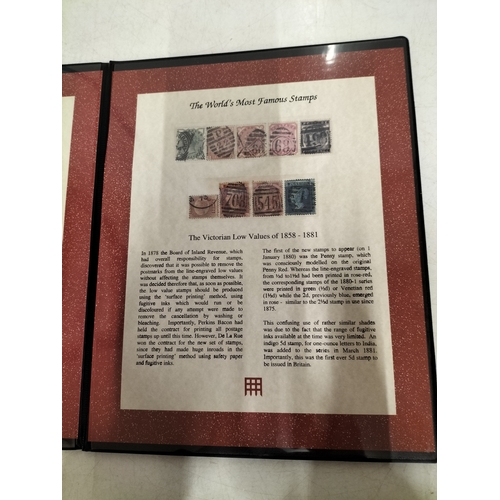 The World's Most Famous Stamps
708
545
The Victorian Low Values of 1858 - 1881
In 1878 the Board of Inland Revenue, which
had overall responsibility for stamps,
discovered that it was possible to remove the
postmarks from the line-engraved low values
without affecting the stamps themselves. It
was decided therefore that, as soon as possible,
the low value stamps should be produced
using the 'surface printing' method, using
fugitive inks which would run or be
discoloured if any attempt were made to
remove the cancellation by washing or
bleaching. Importantly, Perkins Bacon had
held the contract for printing all postage
stamps up until this time. However, De La Rue
won the contract for the new set of stamps,
since they had made huge inroads in the
'surface printing' method using safety paper
and fugitive inks.
The first of the new stamps to appear (on 1
January 1880) was the Penny stamp, which
was consciously modelled on the original
Penny Red. Whereas the line-engraved stamps,
from ½d to1½d had been printed in rose-red,
the corresponding stamps of the 1880-1 series
were printed in green (½d) or Venetian red
(1½d) while the 2d, previously blue, emerged
in rose - similar to the 2½d stamp in use since
1875.
This confusing use of rather similar shades
was due to the fact that the range of fugitive
inks available at the time was very limited. An
indigo 5d stamp, for one-ounce letters to India,
was added to the series in March 1881.
Importantly, this was the first ever 5d stamp to
be issued in Britain.